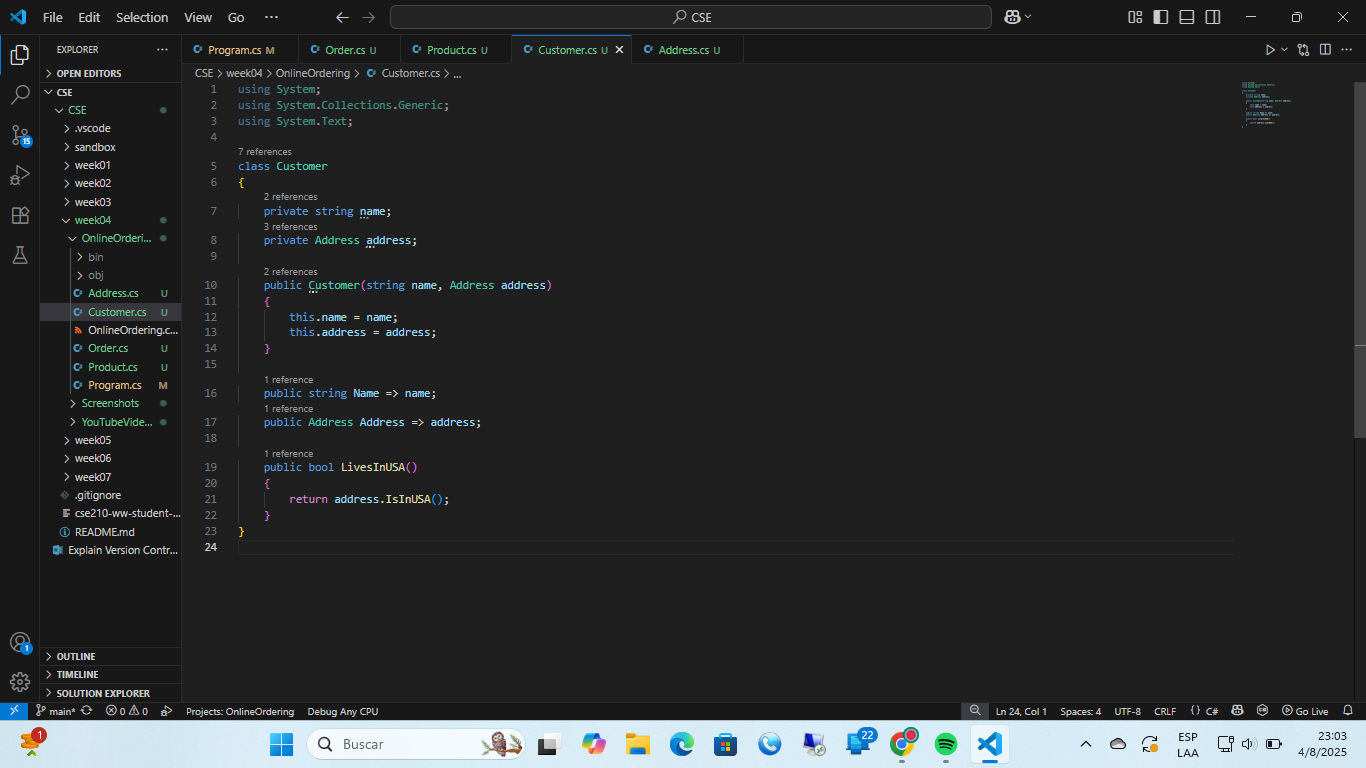 File Edit Selection View Go ··· CSE
EXPLORER ···
OPEN EDITORS
CSE
CSE
.vscode
sandbox
week01
week02
week03
week04
OnlineOrderi...
bin
obj
Address.cs U
Customer.cs U
OnlineOrdering.c...
Order.cs U
Product.cs U
Program.cs M
Screenshots
YouTubeVide...
week05
week06
week07
.gitignore
cse210-ww-student-...
README.md
Explain Version Contr...
OUTLINE
TIMELINE
SOLUTION EXPLORER
15
1
Program.cs M Order.cs U Product.cs U Customer.cs U Address.cs U
CSE > week04 > OnlineOrdering > Customer.cs > ...
1 using System;
2 using System.Collections.Generic;
3 using System.Text;
4
7 references
5 class Customer
6 {
2 references
7 private string name;
3 references
8 private Address address;
9
2 references
10 public Customer(string name, Address address)
11 {
12 this.name = name;
13 this.address = address;
14 }
15
1 reference
16 public string Name => name;
1 reference
17 public Address Address => address;
18
1 reference
19 public bool LivesInUSA()
20 {
21 return address.IsInUSA();
22 }
23 }
24
main* 0 0 Projects: OnlineOrdering Debug Any CPU Ln 24, Col 1 Spaces: 4 UTF-8 CRLF {} C# Go Live
1 Buscar 22 ESP 23:03
LAA 4/8/2025